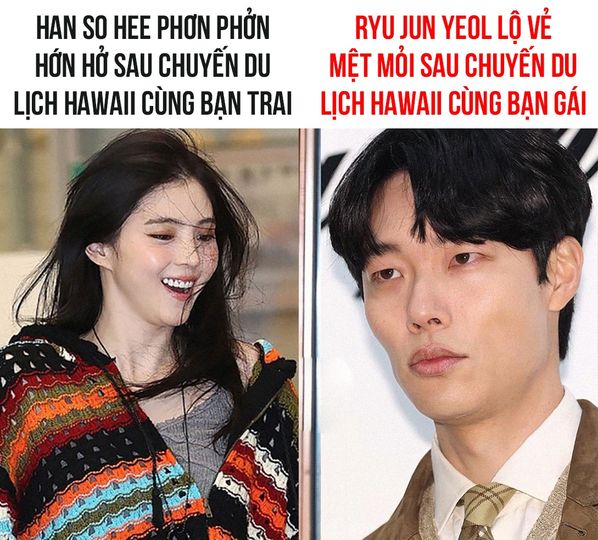 HAN SO HEE PHƠN PHỞN
HỚN HỞ SAU CHUYẾN DU
LỊCH HAWAII CÙNG BẠN TRAI
RYU JUN YEOL LỘ VẺ
MỆT MỎI SAU CHUYẾN DU
LỊCH HAWAII CÙNG BẠN GÁI